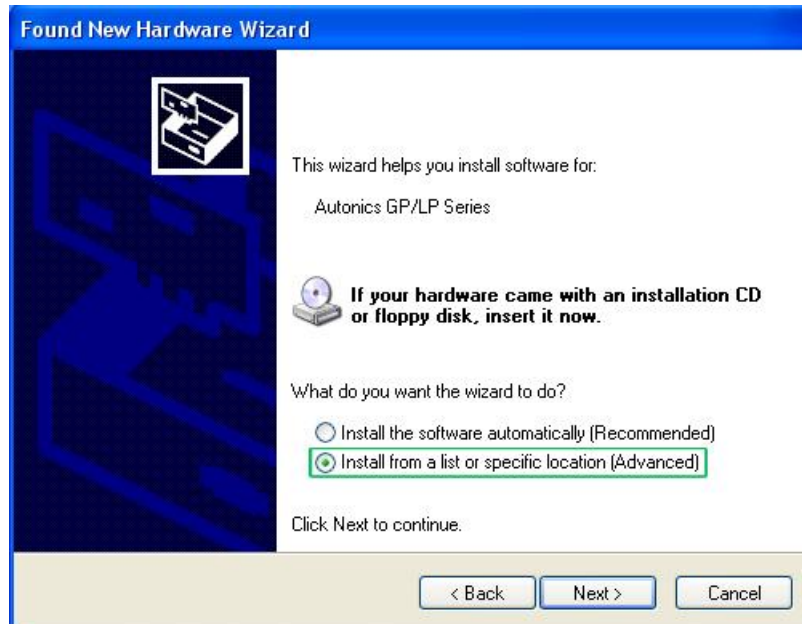 Found New Hardware Wizard
This wizard helps you install software for:
Autonics GP/LP Series
If your hardware came with an installation CD
or floppy disk, insert it now.
What do you want the wizard to do?
Install the software automatically (Recommended)
Install from a list or specific location (Advanced)
Click Next to continue.
< Back Next > Cancel